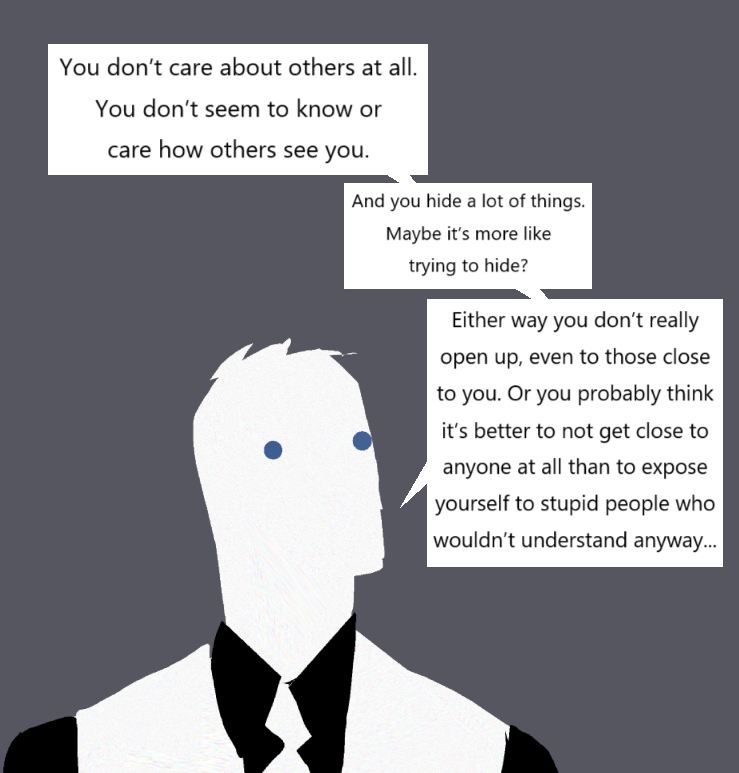 You don't care about others at all.
You don't seem to know or
care how others see you.
And you hide a lot of things.
Maybe it's more like
trying to hide?
Either way you don't really
open up, even to those close
to you. Or you probably think
it's better to not get close to
anyone at all than to expose
yourself to stupid people who
wouldn't understand anyway...